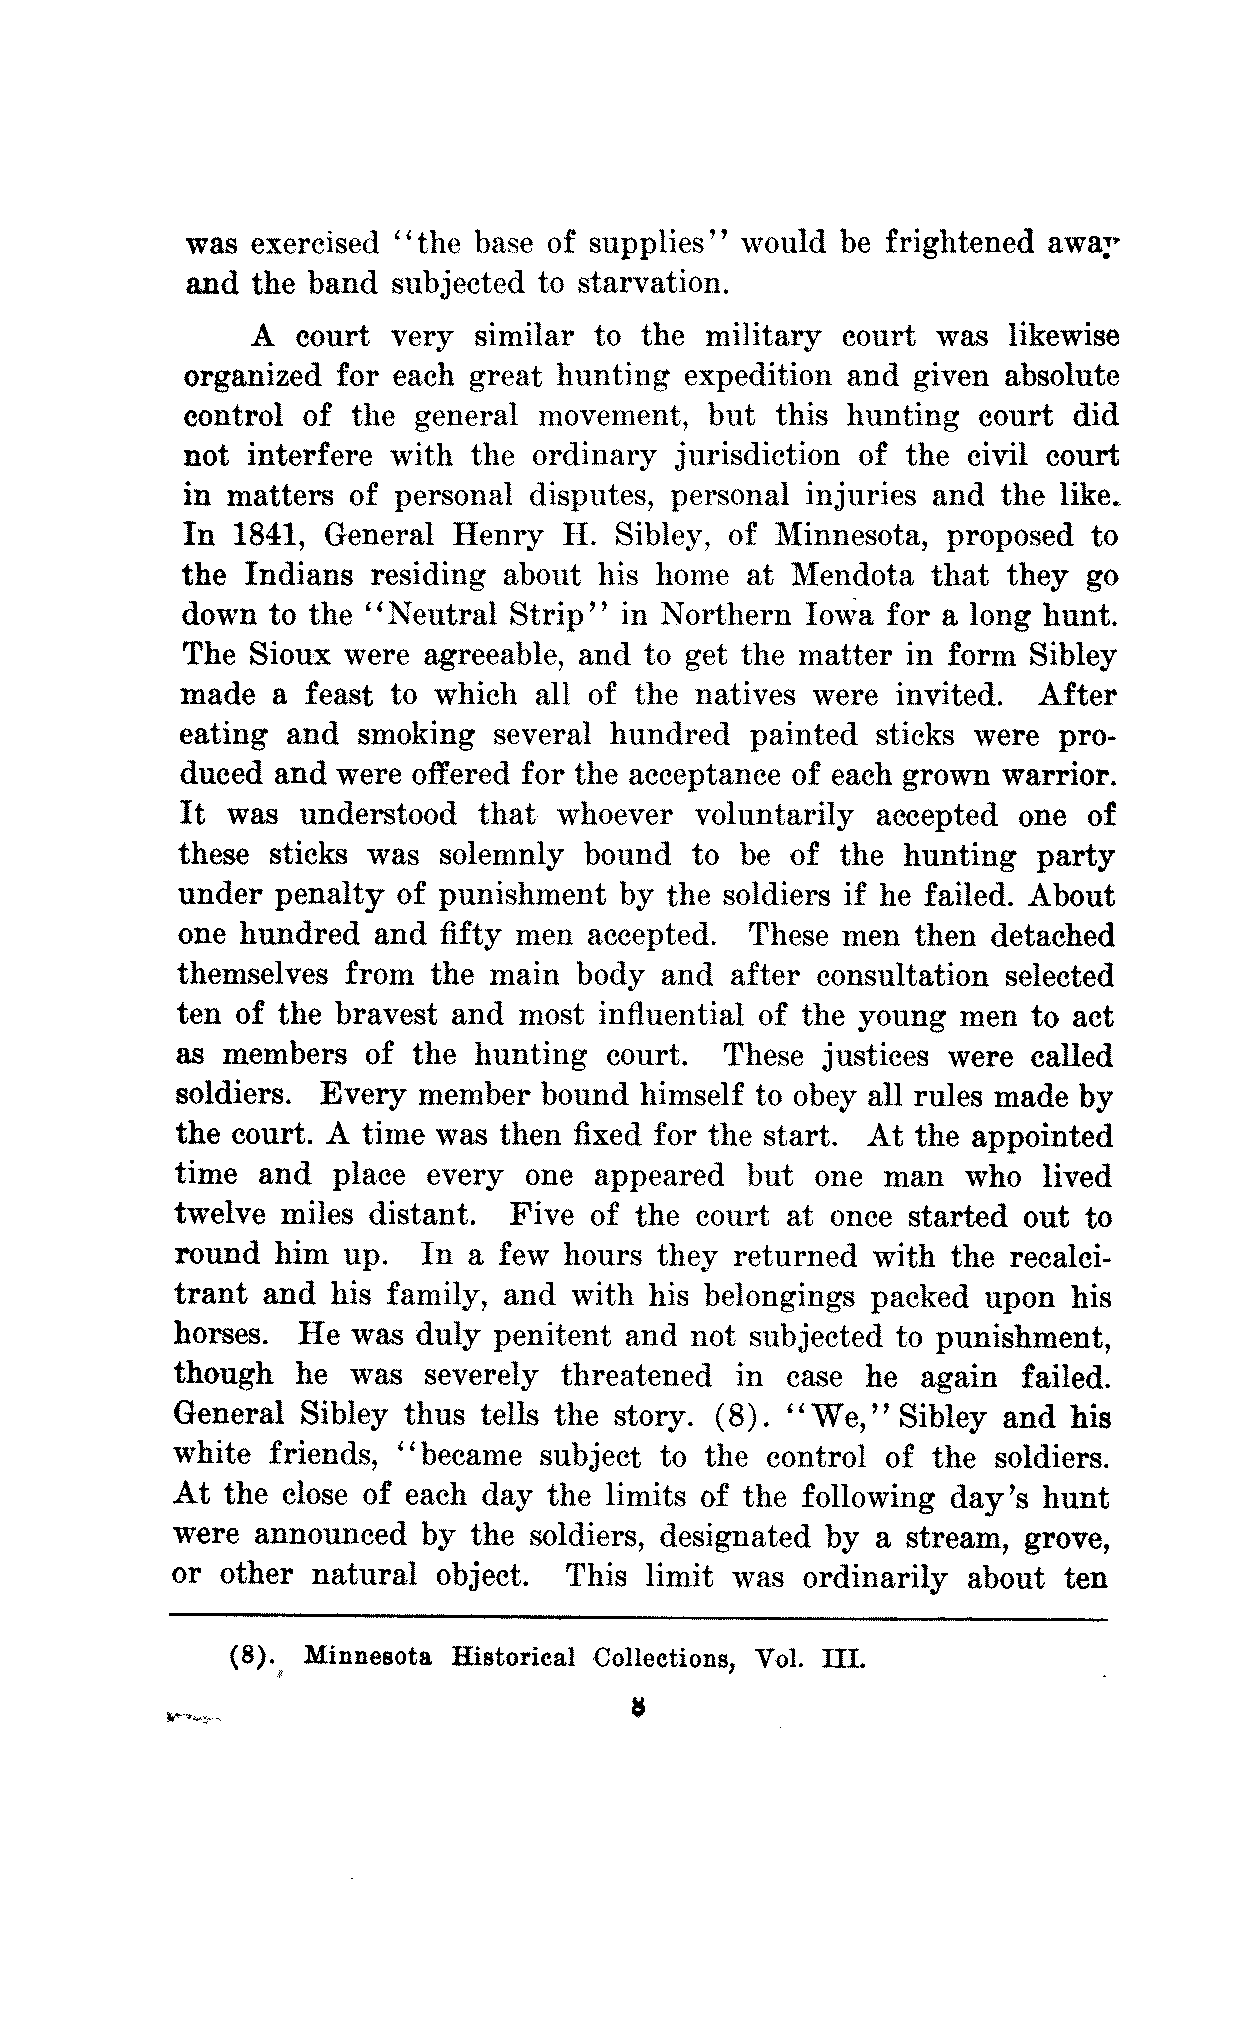 was exercised "the base of supplies" would be frightened away
and the band subjected to starvation.
A court very similar to the military court was likewise
organized for each great hunting expedition and given absolute
control of the general movement, but this hunting court did
not interfere with the ordinary jurisdiction of the civil court
in matters of personal disputes, personal injuries and the like.
In 1841, General Henry H. Sibley, of Minnesota, proposed to
the Indians residing about his home at Mendota that they go
down to the "Neutral Strip" in Northern Iowa for a long hunt.
The Sioux were agreeable, and to get the matter in form Sibley
made a feast to which all of the natives were invited. After
eating and smoking several hundred painted sticks were pro-
duced and were offered for the acceptance of each grown warrior.
It was understood that whoever voluntarily accepted one of
these sticks was solemnly bound to be of the hunting party
under penalty of punishment by the soldiers if he failed. About
one hundred and fifty men accepted. These men then detached
themselves from the main body and after consultation selected
ten of the bravest and most influential of the young men to act
as members of the hunting court. These justices were called
soldiers. Every member bound himself to obey all rules made by
the court. A time was then fixed for the start. At the appointed
time and place every one appeared but one man who lived
twelve miles distant. Five of the court at once started out to
round him up. In a few hours they returned with the recalci-
trant and his family, and with his belongings packed upon his
horses. He was duly penitent and not subjected to punishment,
though he was severely threatened in case he again failed.
General Sibley thus tells the story. (8). "We," Sibley and his
white friends, "became subject to the control of the soldiers.
At the close of each day the limits of the following day's hunt
were announced by the soldiers, designated by a stream, grove,
or other natural object. This limit was ordinarily about ten
(8). Minnesota Historical Collections, Vol. III.
8